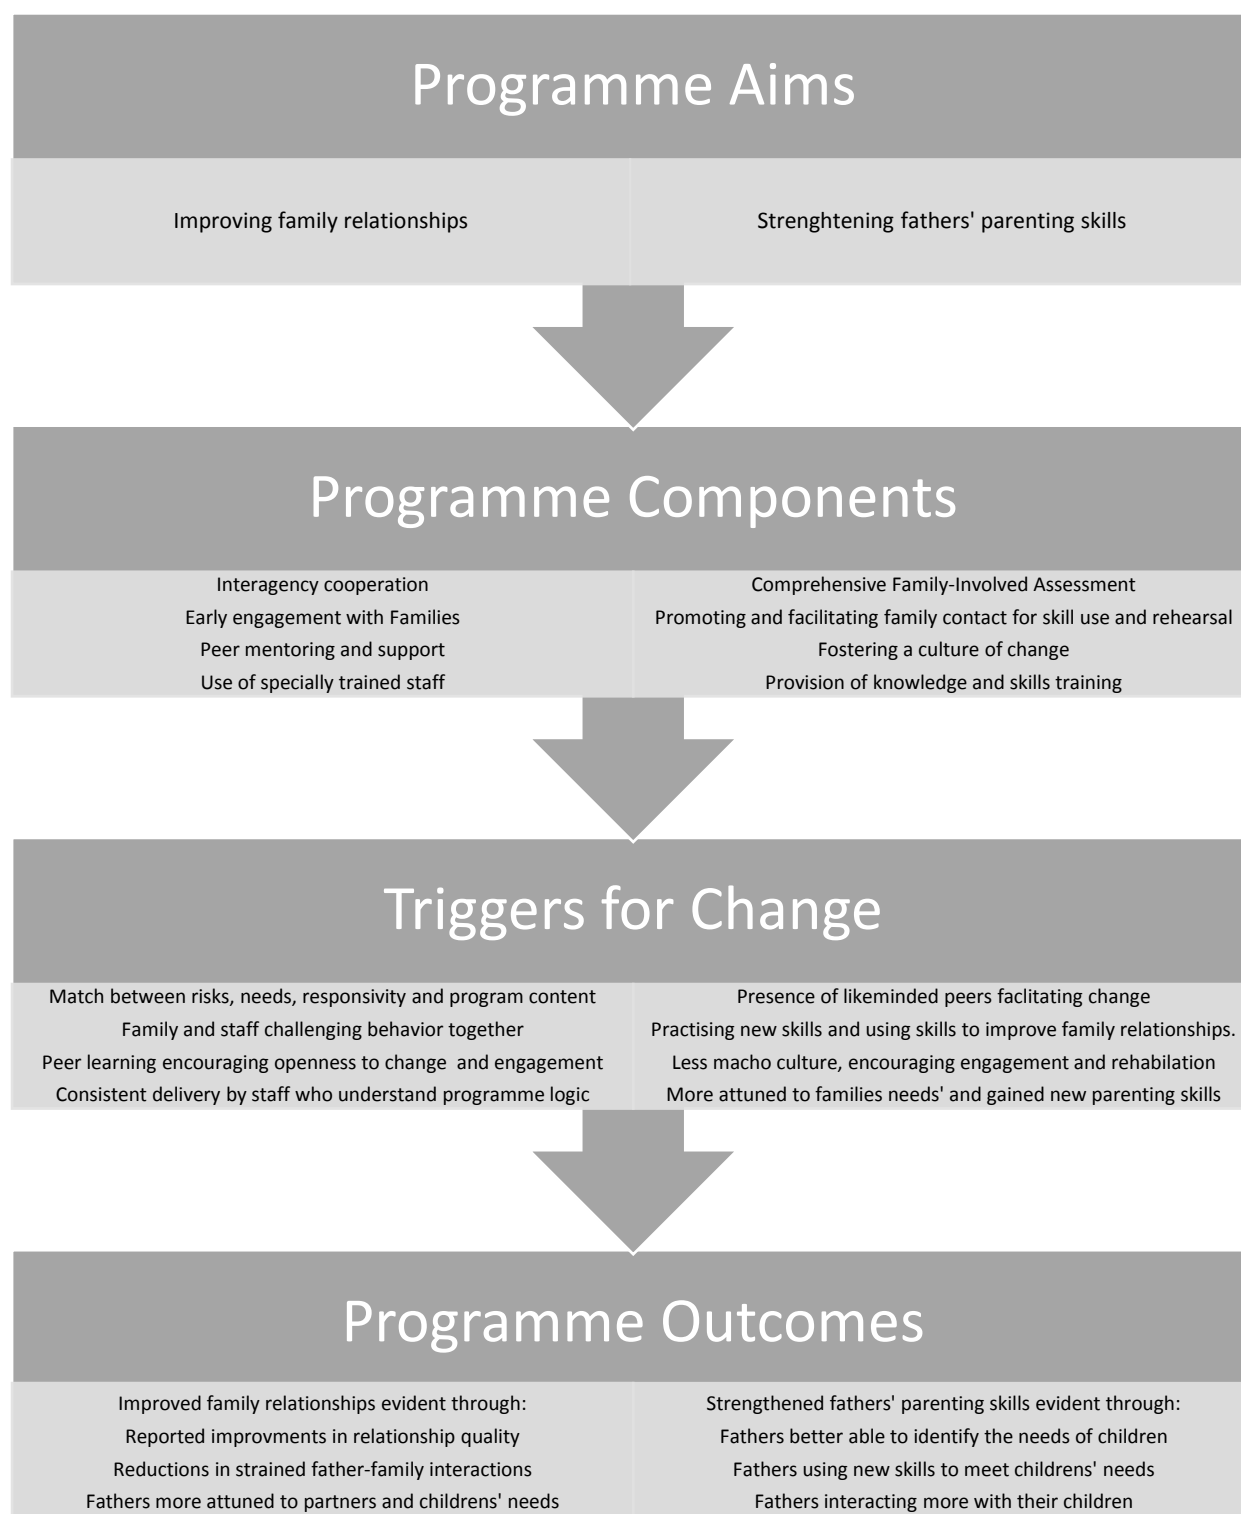 Programme Aims
Improving family relationships
Strenghtening fathers' parenting skills
Programme Components
Interagency cooperation
Early engagement with Families
Peer mentoring and support
Use of specially trained staff
Comprehensive Family-Involved Assessment
Promoting and facilitating family contact for skill use and rehearsal
Fostering a culture of change
Provision of knowledge and skills training
Triggers for Change
Match between risks, needs, responsivity and program content
Family and staff challenging behavior together
Peer learning encouraging openness to change and engagement
Consistent delivery by staff who understand programme logic
Presence of likeminded peers faclitating change
Practising new skills and using skills to improve family relationships.
Less macho culture, encouraging engagement and rehabilation
More attuned to families needs' and gained new parenting skills
Programme Outcomes
Improved family relationships evident through:
Reported improvments in relationship quality
Reductions in strained father-family interactions
Fathers more attuned to partners and childrens' needs
Strengthened fathers' parenting skills evident through:
Fathers better able to identify the needs of children
Fathers using new skills to meet childrens' needs
Fathers interacting more with their children